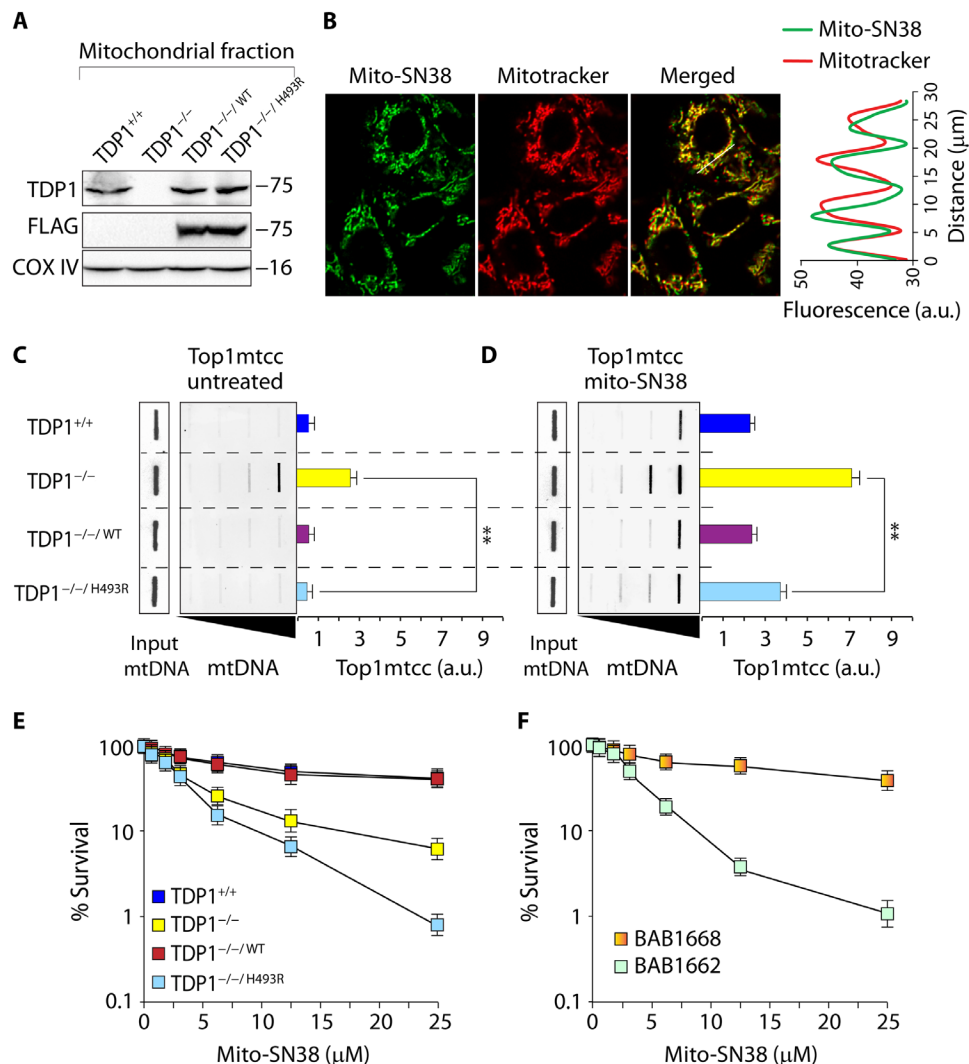 A
Mitochondrial fraction
TDP1+/+
TDP1−/−
TDP1−/−/ WT
TDP1−/−/ H493R
TDP1
–75
FLAG
–75
COX IV
–16
B
Mito-SN38
Mitotracker
Merged
Mito-SN38
Mitotracker
30
25
20
15
10
5
0
Distance (μm)
50
40
31
Fluorescence (a.u.)
C
Top1mtcc
untreated
TDP1+/+
TDP1−/−
TDP1−/−/ WT
TDP1−/−/ H493R
**
Input
mtDNA
mtDNA
1 3 5 7 9
Top1mtcc (a.u.)
D
Top1mtcc
mito-SN38
**
Input
mtDNA
mtDNA
1 3 5 7 9
Top1mtcc (a.u.)
E
100
10
1
0.1
% Survival
TDP1+/+
TDP1−/−
TDP1−/−/ WT
TDP1−/−/ H493R
0 5 10 15 20 25
Mito-SN38 (μM)
F
100
10
1
0.1
% Survival
BAB1668
BAB1662
0 5 10 15 20 25
Mito-SN38 (μM)